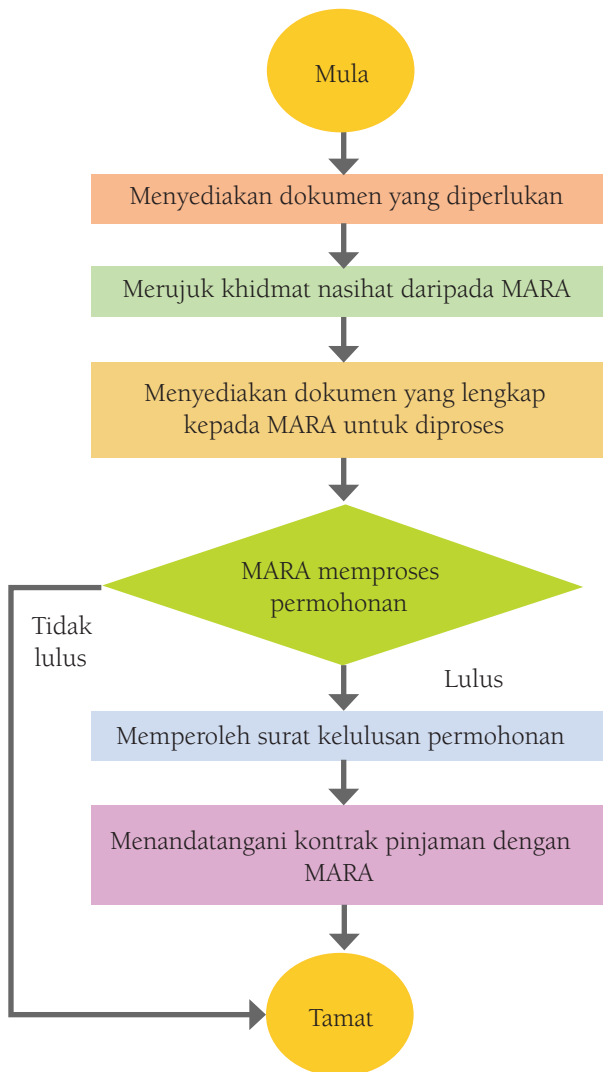 Mula
Menyediakan dokumen yang diperlukan
Merujuk khidmat nasihat daripada MARA
Menyediakan dokumen yang lengkap
kepada MARA untuk diproses
MARA memproses
permohonan
Tidak
lulus
Lulus
Memperoleh surat kelulusan permohonan
Menandatangani kontrak pinjaman dengan
MARA
Tamat